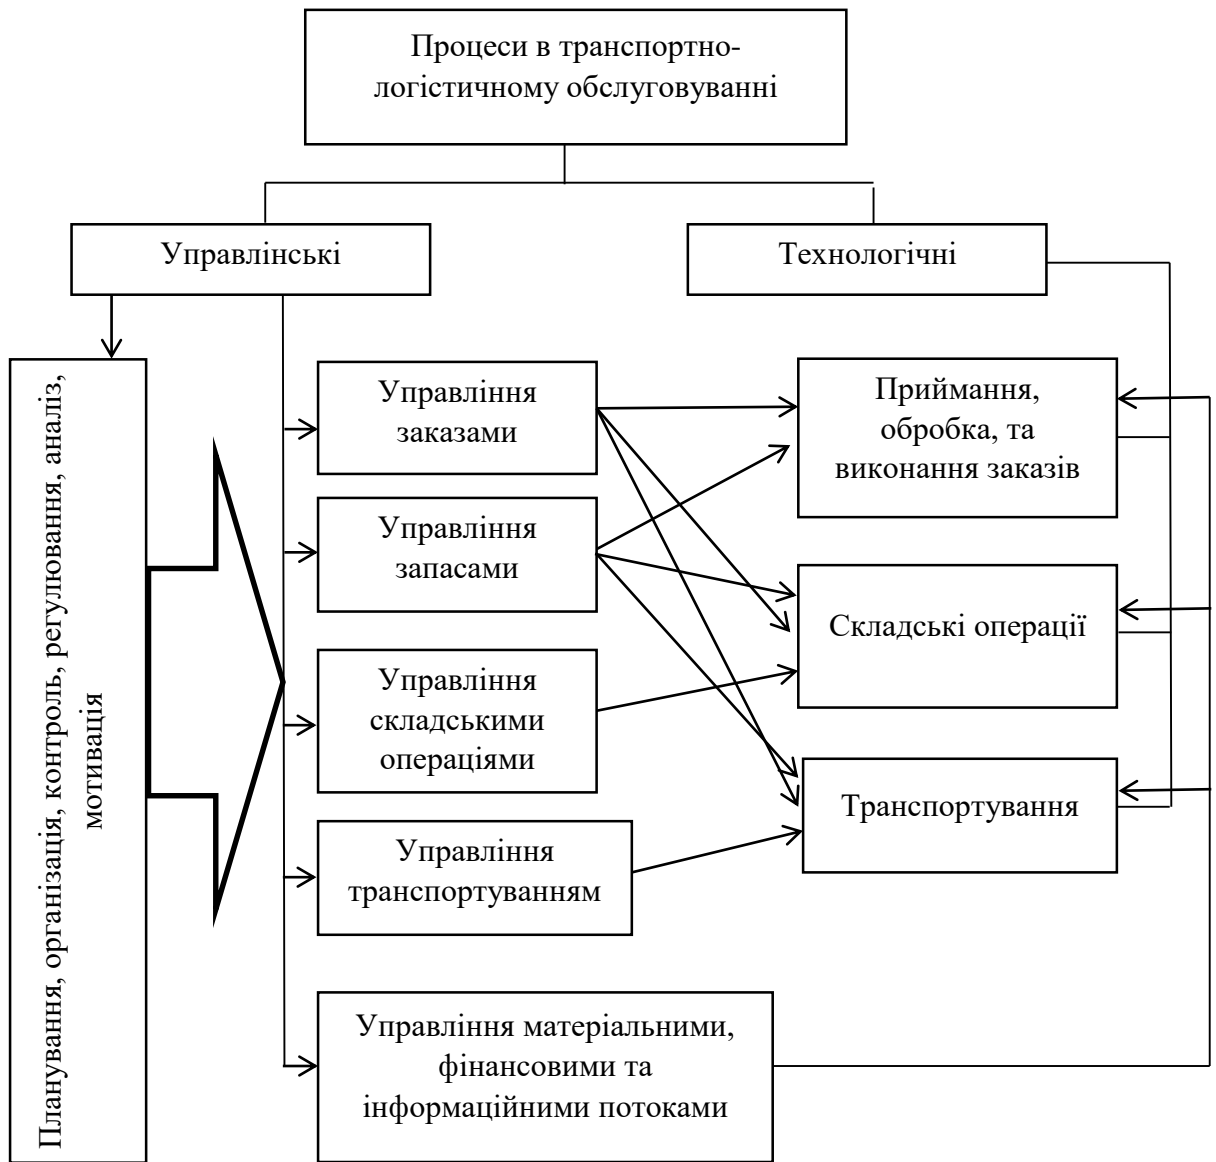 Процеси в транспортно-
логістичному обслуговуванні
Управлінські
Технологічні
Планування, організація, контроль, регулювання, аналіз,
мотивація
Управління
заказами
Приймання,
обробка, та
виконання заказів
Управління
запасами
Складські операції
Управління
складськими
операціями
Транспортування
Управління
транспортуванням
Управління матеріальними,
фінансовими та
інформаційними потоками